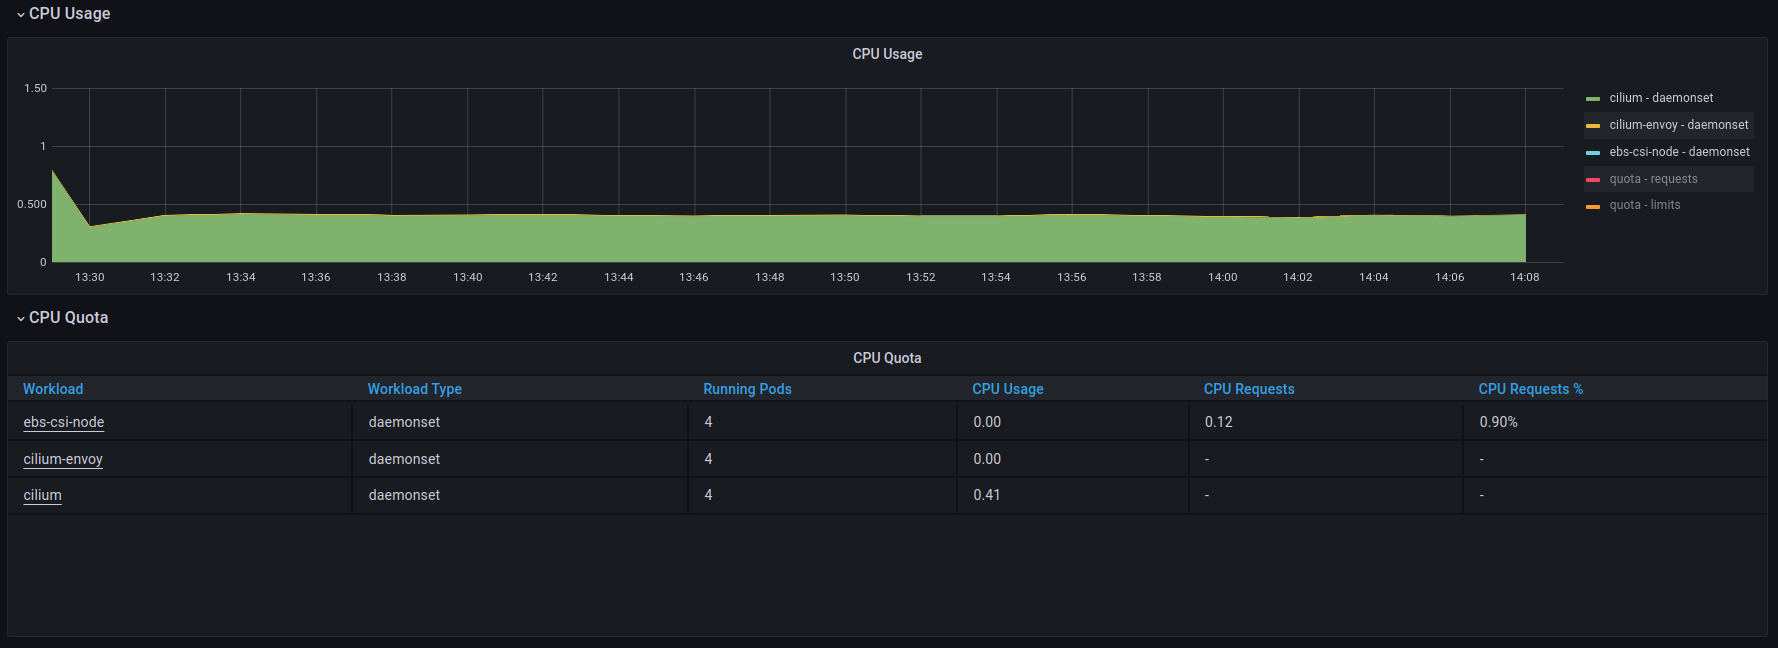 CPU Usage
CPU Usage
1.50
1
0.500
0
13:30 13:32 13:34 13:36 13:38 13:40 13:42 13:44 13:46 13:48 13:50 13:52 13:54 13:56 13:58 14:00 14:02 14:04 14:06 14:08
cilium - daemonset
cilium-envoy - daemonset
ebs-csi-node - daemonset
quota - requests
quota - limits
CPU Quota
CPU Quota
Workload Workload Type Running Pods CPU Usage CPU Requests CPU Requests %
ebs-csi-node daemonset 4 0.00 0.12 0.90%
cilium-envoy daemonset 4 0.00 - -
cilium daemonset 4 0.41 - -